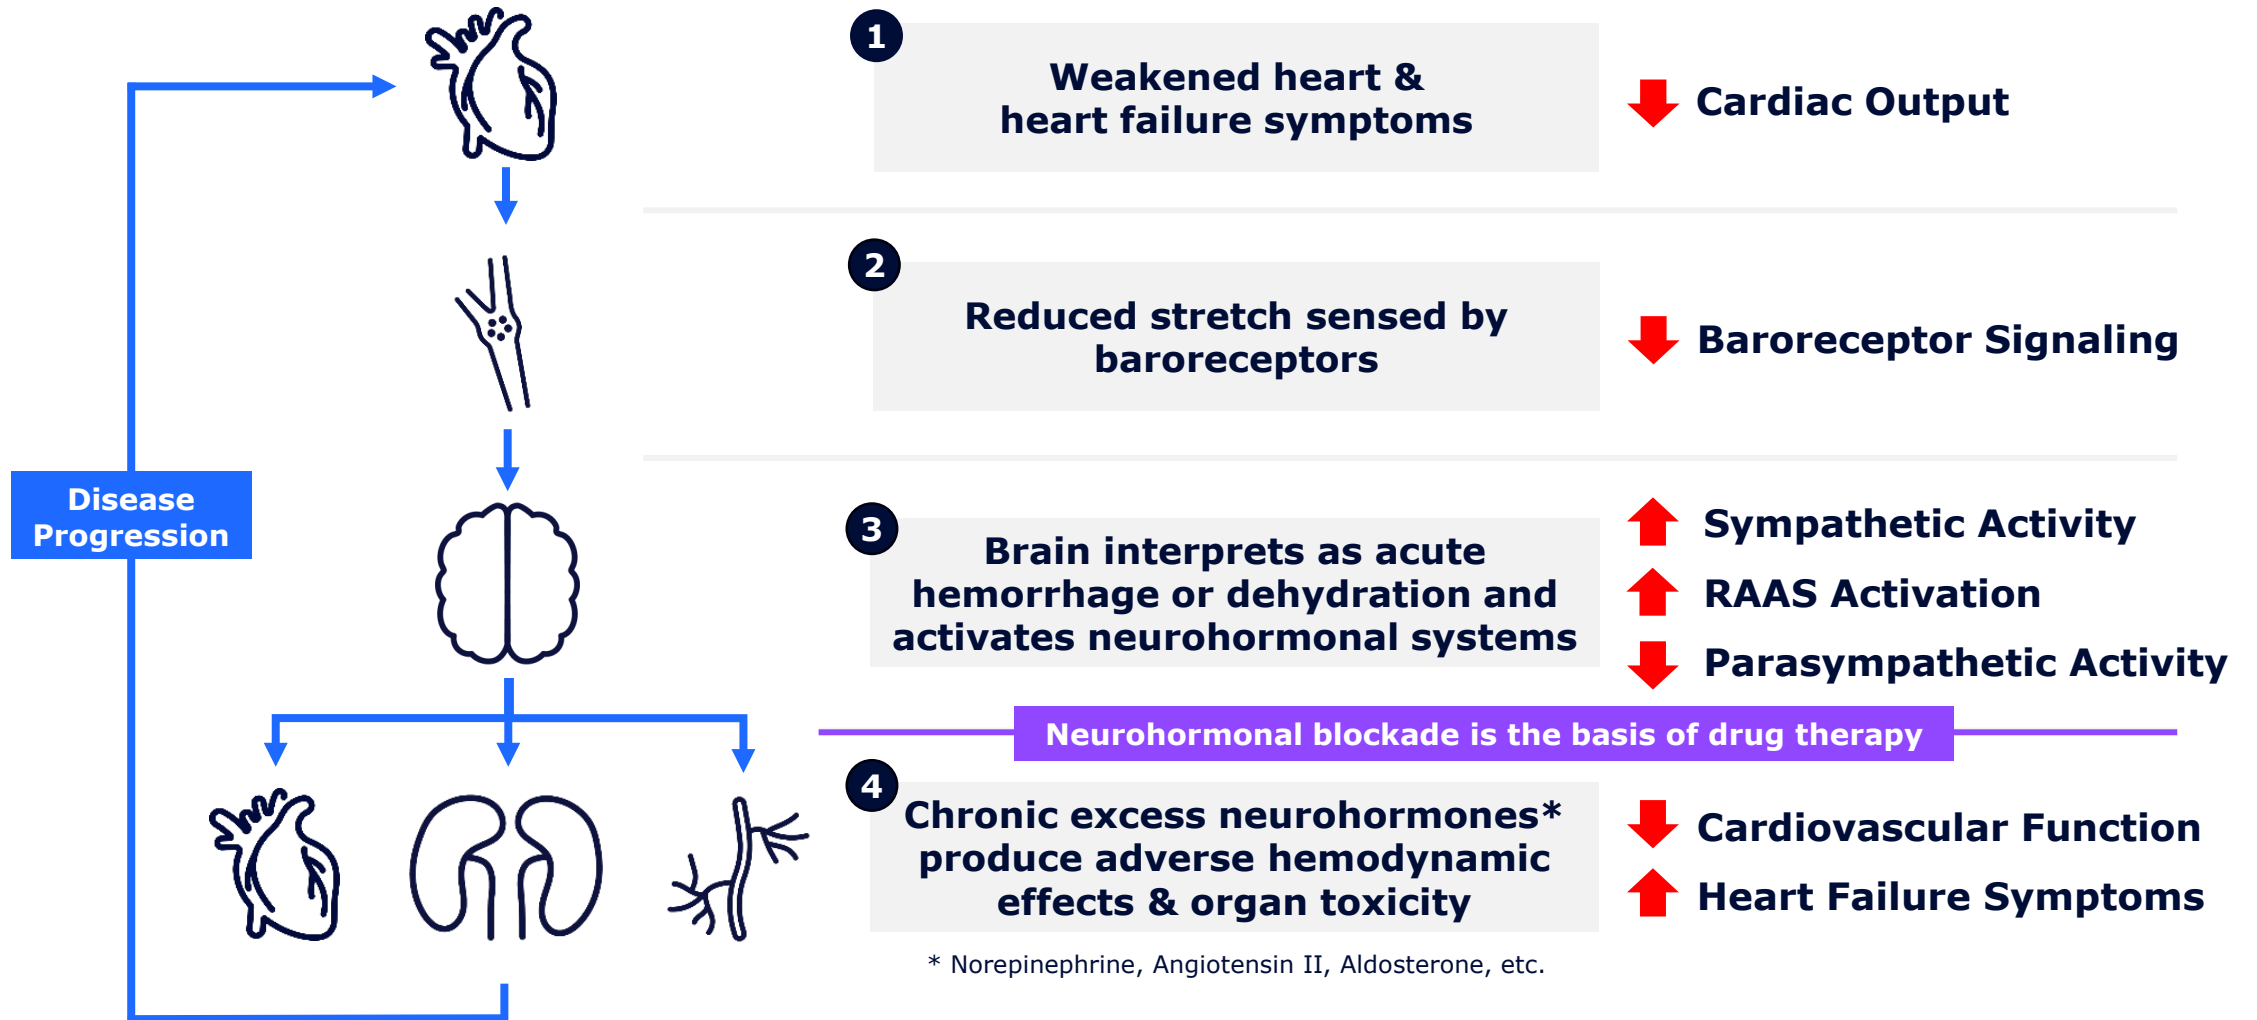 1
Weakened heart &
heart failure symptoms
Cardiac Output
2
Reduced stretch sensed by
baroreceptors
Baroreceptor Signaling
Disease
Progression
3
Brain interprets as acute
hemorrhage or dehydration and
activates neurohormonal systems
Sympathetic Activity
RAAS Activation
Parasympathetic Activity
Neurohormonal blockade is the basis of drug therapy
4
Chronic excess neurohormones*
produce adverse hemodynamic
effects & organ toxicity
Cardiovascular Function
Heart Failure Symptoms
* Norepinephrine, Angiotensin II, Aldosterone, etc.